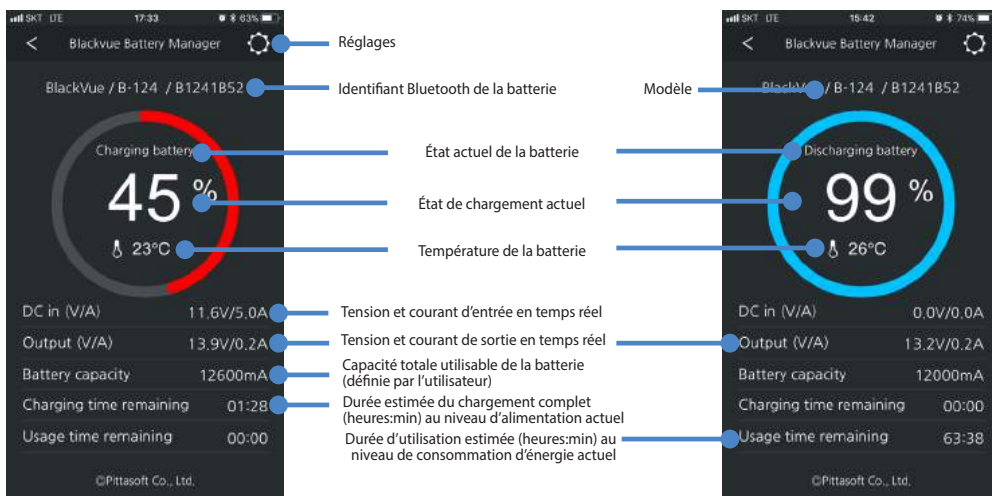 SKT LTE 17:33 63%
< Blackvue Battery Manager
BlackVue / B-124 / B1241B52
Charging battery
45 %
23°C
DC in (V/A) 11.6V/5.0A
Output (V/A) 13.9V/0.2A
Battery capacity 12600mA
Charging time remaining 01:28
Usage time remaining 00:00
©Pittasoft Co., Ltd.
Réglages
Identifiant Bluetooth de la batterie
Modèle
État actuel de la batterie
État de chargement actuel
Température de la batterie
Tension et courant d'entrée en temps réel
Tension et courant de sortie en temps réel
Capacité totale utilisable de la batterie
(définie par l'utilisateur)
Durée estimée du chargement complet
(heures:min) au niveau d'alimentation actuel
Durée d'utilisation estimée (heures:min) au
niveau de consommation d'énergie actuel
SKT LTE 15:42 74%
< Blackvue Battery Manager
BlackVue / B-124 / B1241B52
Discharging battery
99 %
26°C
DC in (V/A) 0.0V/0.0A
Output (V/A) 13.2V/0.2A
Battery capacity 12000mA
Charging time remaining 00:00
Usage time remaining 63:38
©Pittasoft Co., Ltd.